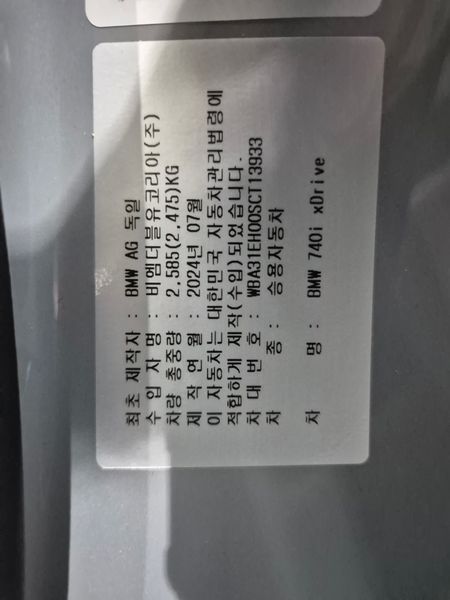 최초 제작자 : BMW AG 독일
수 입 자 명 : 비엠더블유코리아(주)
차량 총중량 : 2,585(2,475)KG
제 작 연 월 : 2024년 07월
이 자동차는 대한민국 자동차관리법령에
적합하게 제작(수입)되었습니다.
차 대 번 호 : WBA31EH00SCT13933
차 종 : 승용자동차
차 명 : BMW 740i xDrive